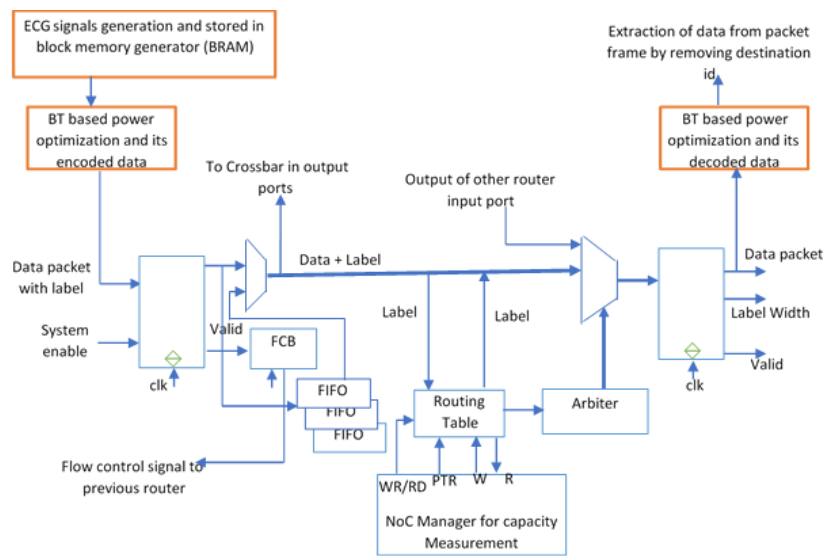 ECG signals generation and stored in
block memory generator (BRAM)
Extraction of data from packet
frame by removing destination
id
BT based power
optimization and its
encoded data
BT based power
optimization and its
decoded data
To Crossbar in output
ports
Output of other router
input port
Data packet
with label
Data + Label
Data packet
System
enable
Valid
Label
Label
Label Width
FCB
Valid
clk
clk
FIFO
FIFO
FIFO
Routing
Table
Arbiter
Flow control signal to
previous router
WR/RD
PTR
W
R
NoC Manager for capacity
Measurement